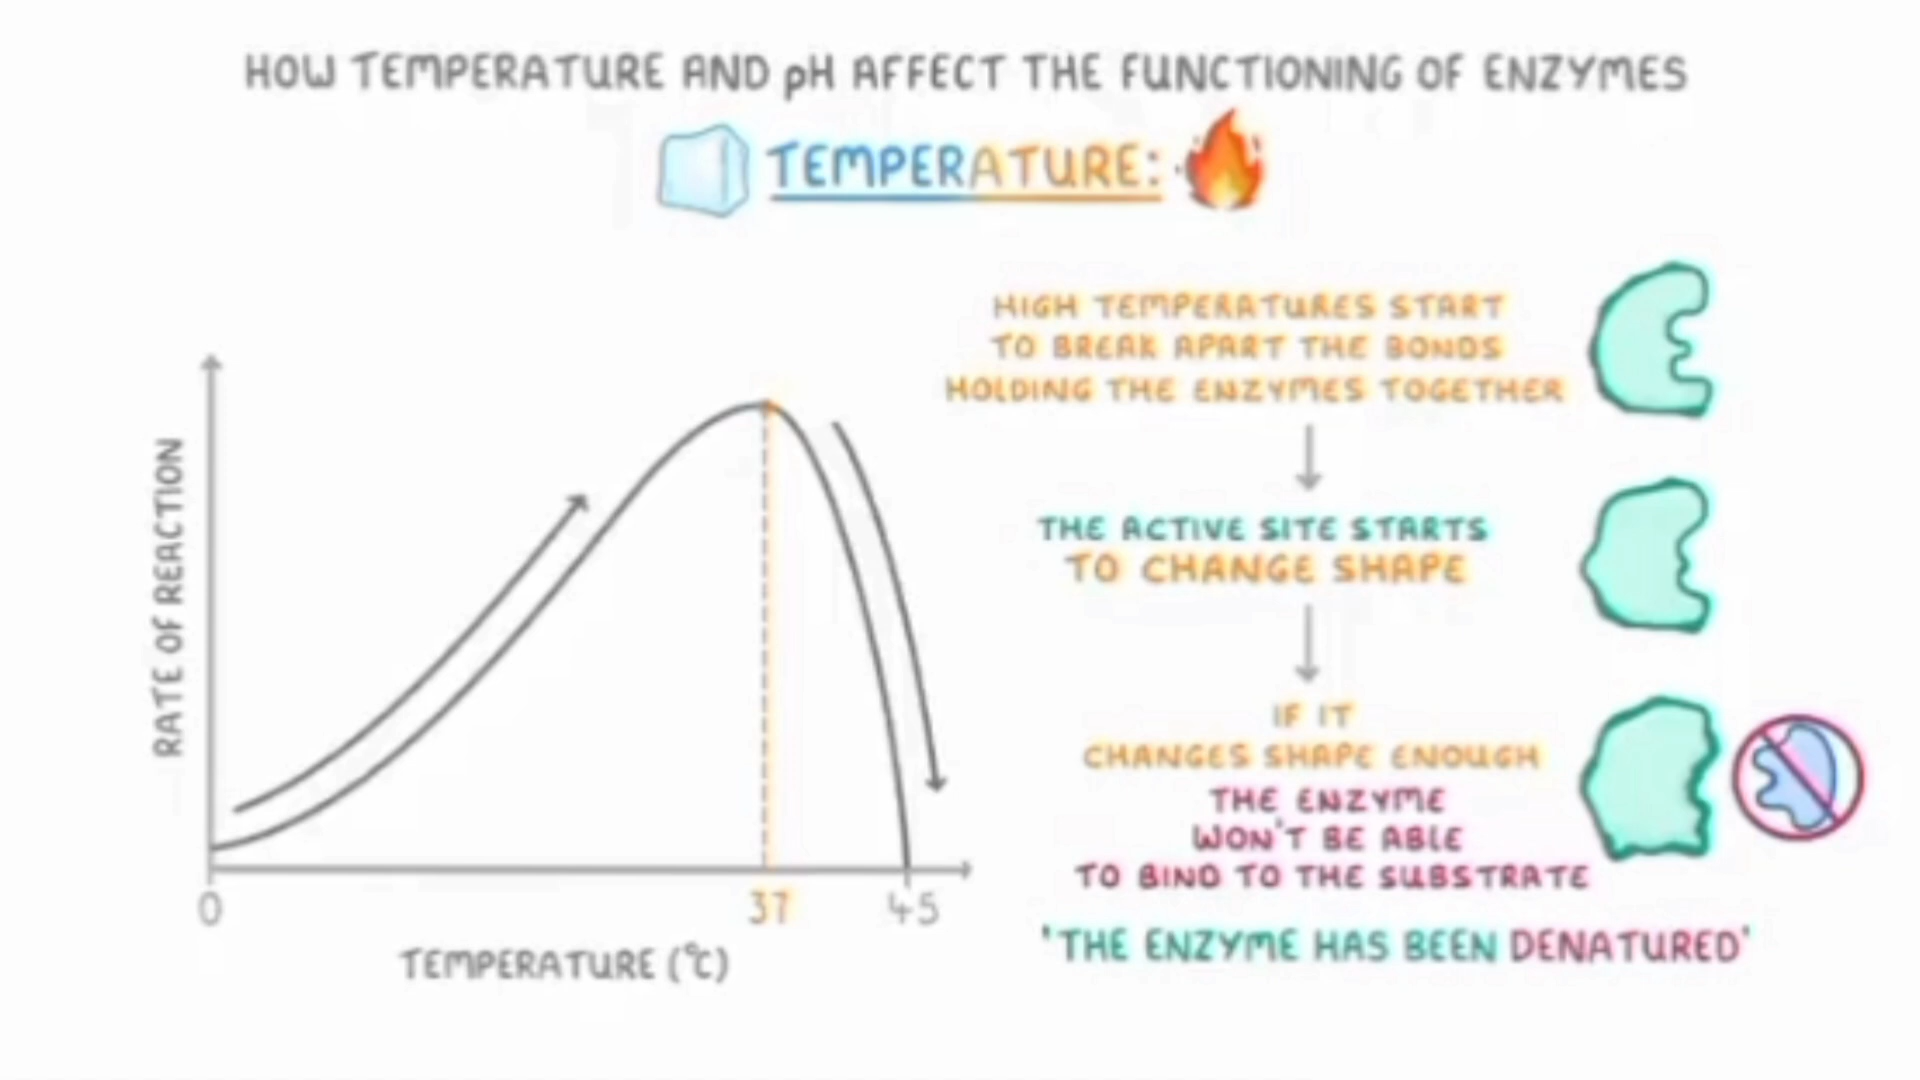 HOW TEMPERATURE AND pH AFFECT THE FUNCTIONING OF ENZYMES
TEMPERATURE:
RATE OF REACTION
0
37
45
TEMPERATURE (°C)
HIGH TEMPERATURES START
TO BREAK APART THE BONDS
HOLDING THE ENZYMES TOGETHER
THE ACTIVE SITE STARTS
TO CHANGE SHAPE
IF IT
CHANGES SHAPE ENOUGH
THE ENZYME
WON'T BE ABLE
TO BIND TO THE SUBSTRATE
'THE ENZYME HAS BEEN DENATURED'